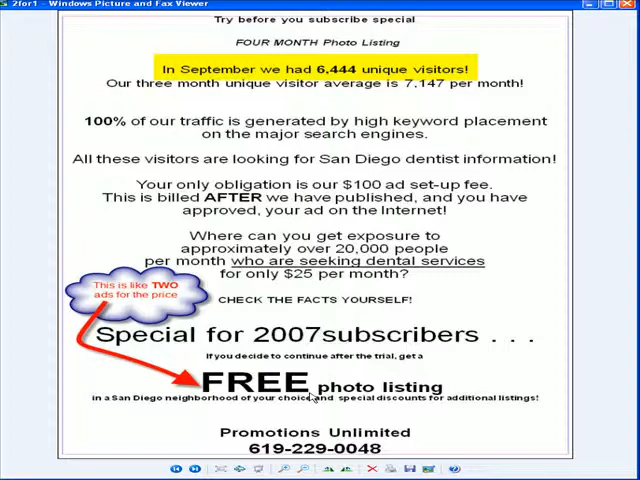 2for1 - Windows Picture and Fax Viewer
Try before you subscribe special
FOUR MONTH Photo Listing
In September we had 6,444 unique visitors!
Our three month unique visitor average is 7,147 per month!
100% of our traffic is generated by high keyword placement
on the major search engines.
All these visitors are looking for San Diego dentist information!
Your only obligation is our $100 ad set-up fee.
This is billed AFTER we have published, and you have
approved, your ad on the Internet!
Where can you get exposure to
approximately over 20,000 people
per month who are seeking dental services
for only $25 per month?
This is like TWO
ads for the price
CHECK THE FACTS YOURSELF!
Special for 2007subscribers . . .
If you decide to continue after the trial, get a
FREE photo listing
in a San Diego neighborhood of your choice and special discounts for additional listings!
Promotions Unlimited
619-229-0048